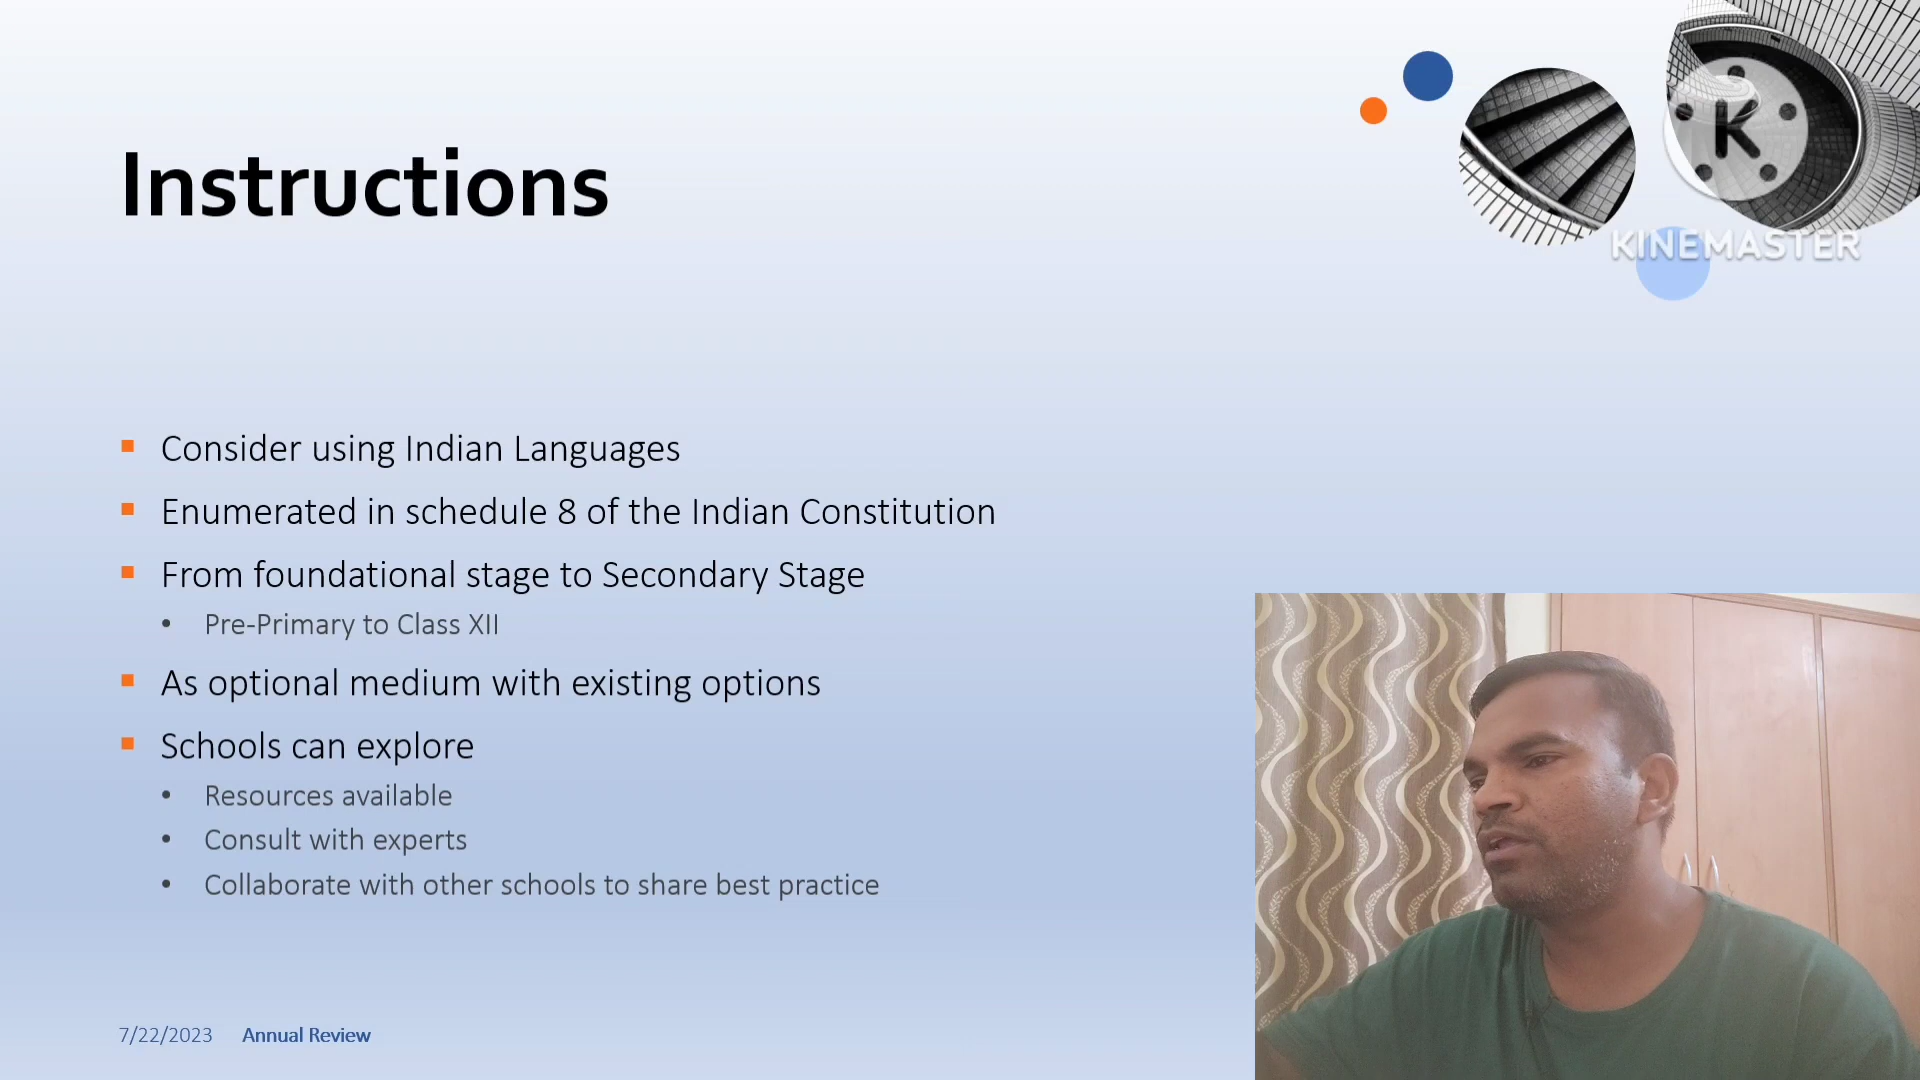 K
KINEMASTER
Instructions
Consider using Indian Languages
Enumerated in schedule 8 of the Indian Constitution
From foundational stage to Secondary Stage
Pre-Primary to Class XII
As optional medium with existing options
Schools can explore
Resources available
Consult with experts
Collaborate with other schools to share best practice
7/22/2023 Annual Review